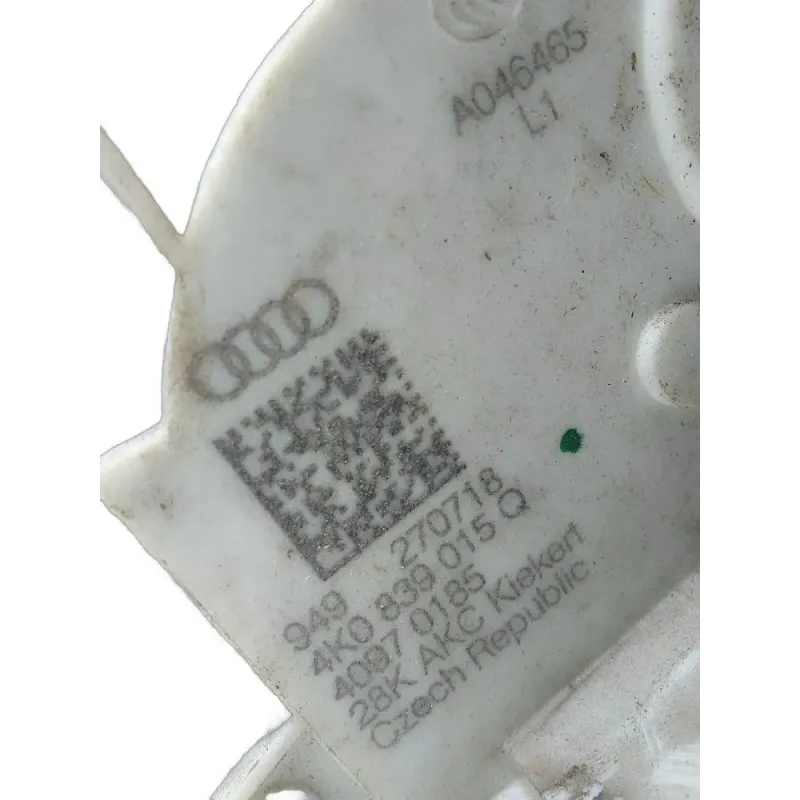 A046465
L1
949 270718
4K0 839 015 Q
4097 0185
28K AKC Kiekert
Czech Republic